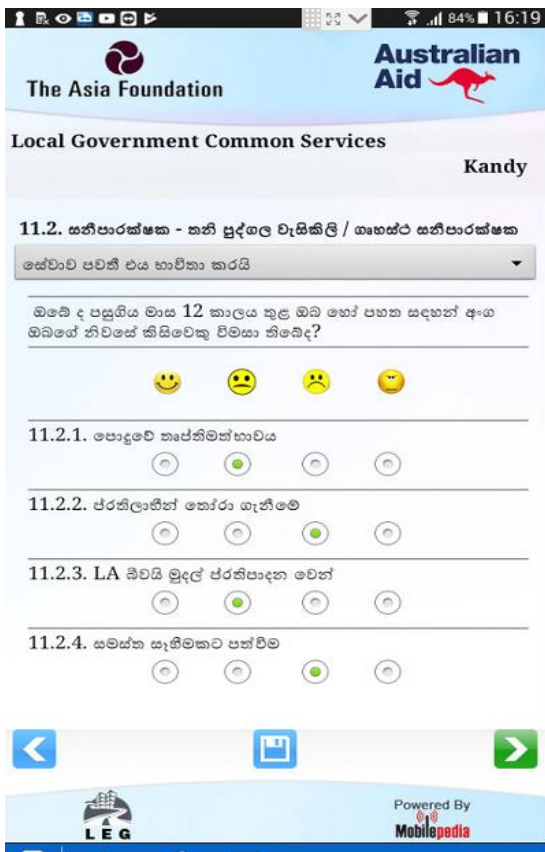 84% 16:19
The Asia Foundation
Australian
Aid
Local Government Common Services
Kandy
11.2. සනීපාරක්ෂක - තනි පුද්ගල වැසිකිලි / ගෘහස්ථ සනීපාරක්ෂක
සේවාව පවතී එය භාවිතා කරයි
ඔබේ ද පසුගිය මාස 12 කාලය තුළ ඔබ හෝ පහත සඳහන් අංග
ඔබගේ නිවසේ කිසිවෙකු විමසා තිබේද?
11.2.1. පොදුවේ තෘප්තිමත්භාවය
11.2.2. ප්රතිලාභීන් තෝරා ගැනීමේ
11.2.3. LA බීවයි මුදල් ප්රතිපාදන වෙන්
11.2.4. සමස්ත සෑහීමකට පත්වීම
LEG
Powered By
Mobilepedia